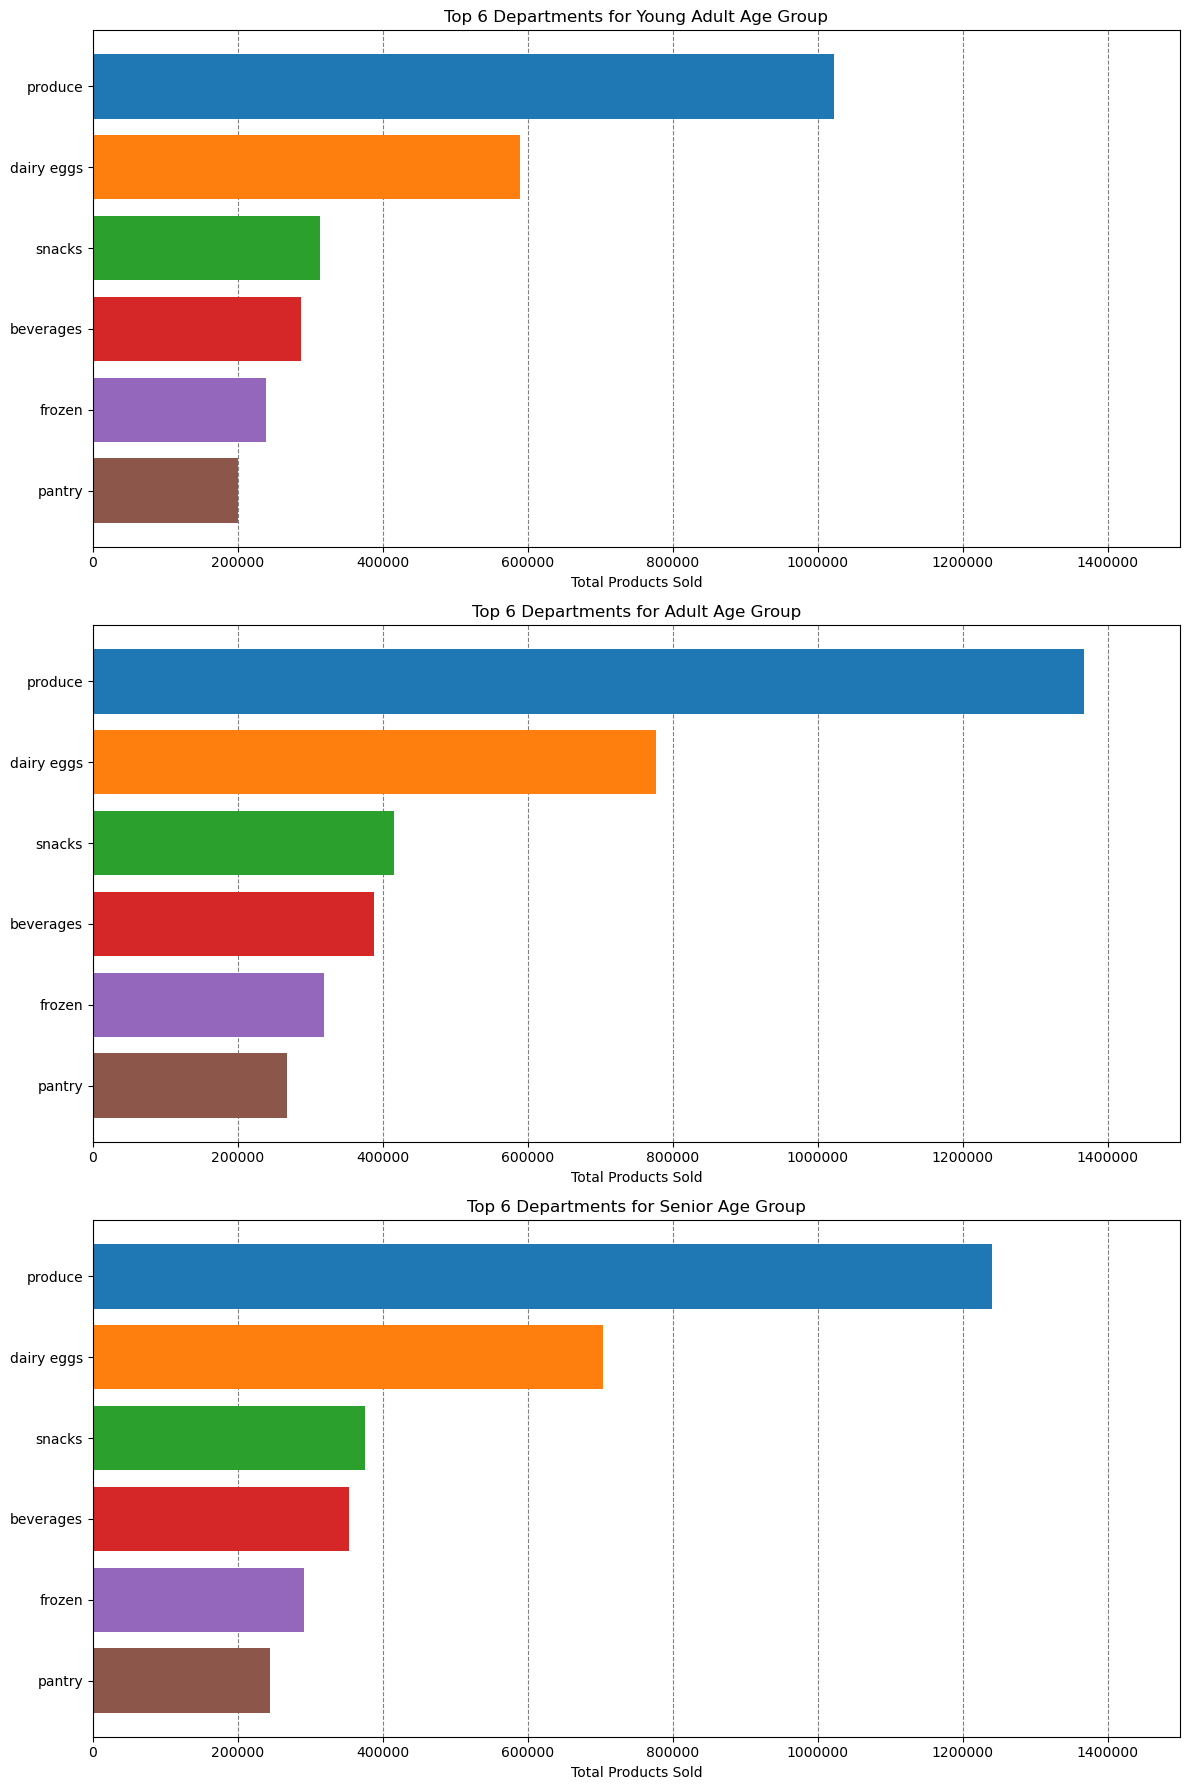 Top 6 Departments for Young Adult Age Group
produce
dairy eggs
snacks
beverages
frozen
pantry
0 200000 400000 600000 800000 1000000 1200000 1400000
Total Products Sold
Top 6 Departments for Adult Age Group
produce
dairy eggs
snacks
beverages
frozen
pantry
0 200000 400000 600000 800000 1000000 1200000 1400000
Total Products Sold
Top 6 Departments for Senior Age Group
produce
dairy eggs
snacks
beverages
frozen
pantry
0 200000 400000 600000 800000 1000000 1200000 1400000
Total Products Sold